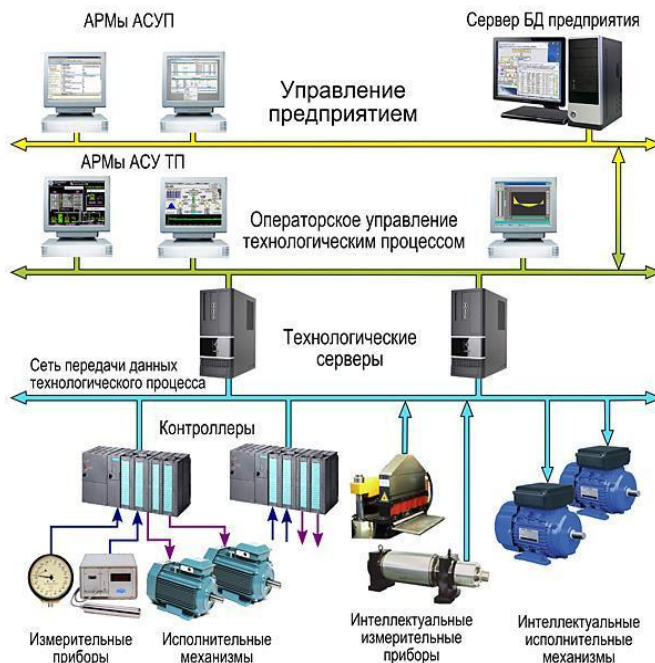 АРМы АСУП
Сервер БД предприятия
Управление
предприятием
АРМы АСУ ТП
Операторское управление
технологическим процессом
Технологические
серверы
Сеть передачи данных
технологического процесса
Контроллеры
Измерительные
приборы
Исполнительные
механизмы
Интеллектуальные
измерительные
приборы
Интеллектуальные
исполнительные
механизмы